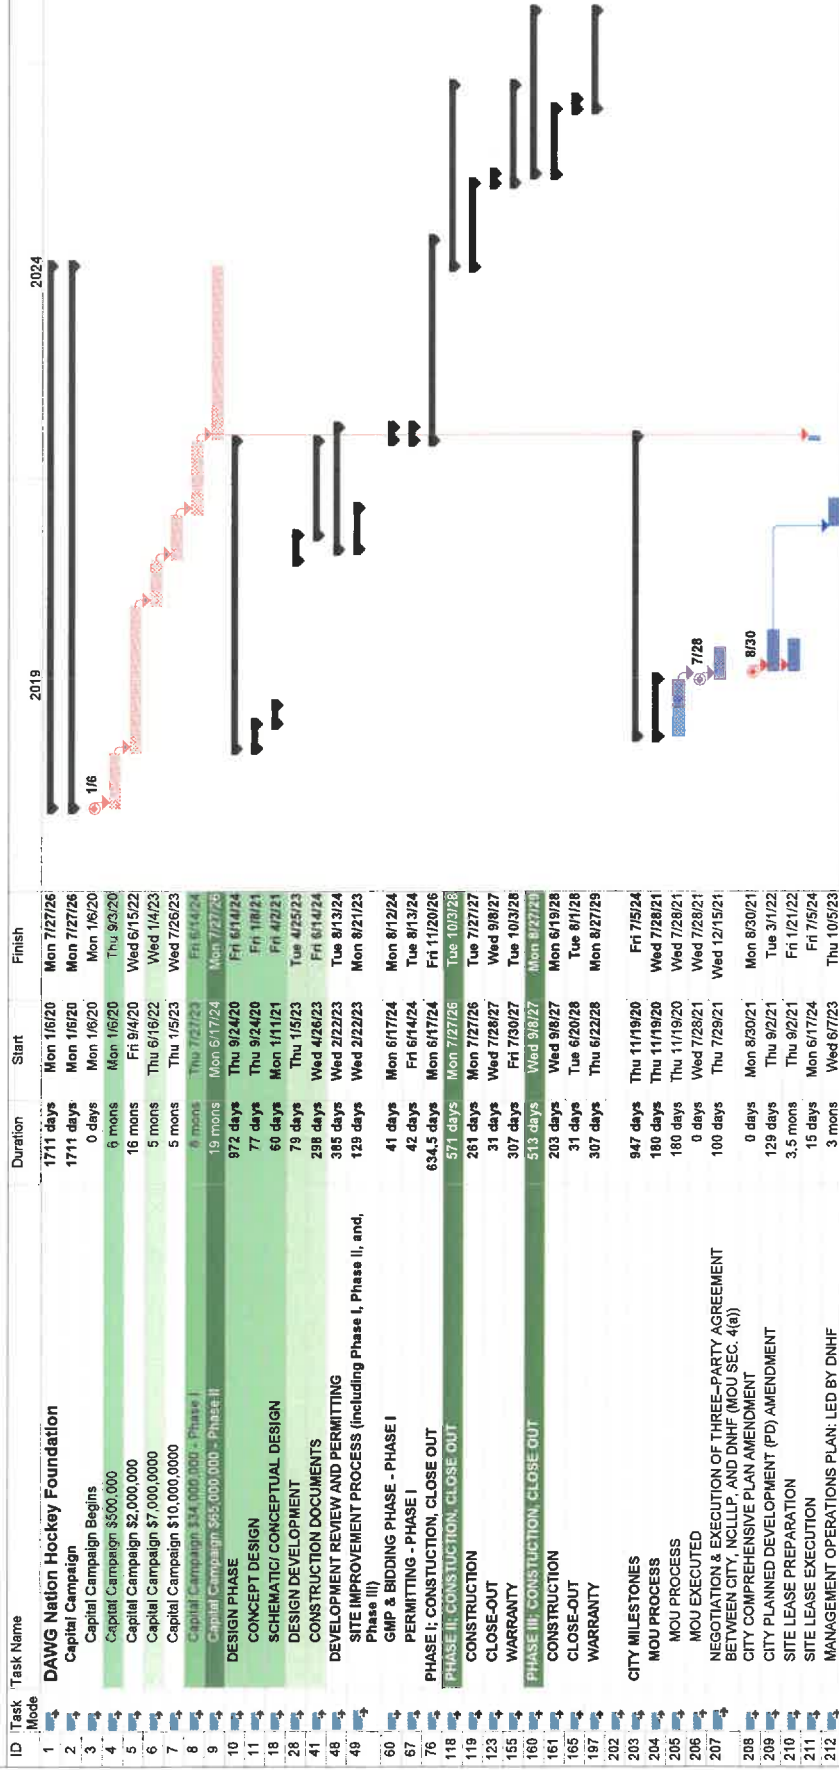 ID Task Mode Task Name Duration Start Finish 2019 2024
1 DAWG Nation Hockey Foundation 1711 days Mon 1/6/20 Mon 7/27/26
2 Capital Campaign 1711 days Mon 1/6/20 Mon 7/27/26
3 Capital Campaign Begins 0 days Mon 1/6/20 Mon 1/6/20 1/6
4 Capital Campaign $500,000 6 mons Mon 1/6/20 Thu 9/3/20
5 Capital Campaign $2,000,000 16 mons Fri 9/4/20 Wed 6/15/22
6 Capital Campaign $7,000,0000 5 mons Thu 6/16/22 Wed 1/4/23
7 Capital Campaign $10,000,0000 5 mons Thu 1/5/23 Wed 7/26/23
8 Capital Campaign $34,000,000 - Phase I 8 mons Thu 7/27/23 Fri 6/14/24
9 Capital Campaign $65,000,000 - Phase II 19 mons Mon 6/17/24 Mon 7/27/26
10 DESIGN PHASE 972 days Thu 9/24/20 Fri 6/14/24
11 CONCEPT DESIGN 77 days Thu 9/24/20 Fri 1/8/21
18 SCHEMATIC/ CONCEPTUAL DESIGN 60 days Mon 1/11/21 Fri 4/2/21
28 DESIGN DEVELOPMENT 79 days Thu 1/5/23 Tue 4/25/23
41 CONSTRUCTION DOCUMENTS 298 days Wed 4/26/23 Fri 6/14/24
48 DEVELOPMENT REVIEW AND PERMITTING 385 days Wed 2/22/23 Tue 8/13/24
49 SITE IMPROVEMENT PROCESS (including Phase I, Phase II, and, 129 days Wed 2/22/23 Mon 8/21/23
Phase III)
60 GMP & BIDDING PHASE - PHASE I 41 days Mon 6/17/24 Mon 8/12/24
67 PERMITTING - PHASE I 42 days Fri 6/14/24 Tue 8/13/24
76 PHASE I; CONSTUCTION, CLOSE OUT 634.5 days Mon 6/17/24 Fri 11/20/26
118 PHASE II; CONSTUCTION, CLOSE OUT 571 days Mon 7/27/26 Tue 10/3/28
119 CONSTRUCTION 261 days Mon 7/27/26 Tue 7/27/27
123 CLOSE-OUT 31 days Wed 7/28/27 Wed 9/8/27
155 WARRANTY 307 days Fri 7/30/27 Tue 10/3/28
160 PHASE III; CONSTUCTION, CLOSE OUT 513 days Wed 9/8/27 Mon 8/27/29
161 CONSTRUCTION 203 days Wed 9/8/27 Mon 6/19/28
165 CLOSE-OUT 31 days Tue 6/20/28 Tue 8/1/28
197 WARRANTY 307 days Thu 6/22/28 Mon 8/27/29
202
203 CITY MILESTONES 947 days Thu 11/19/20 Fri 7/5/24
204 MOU PROCESS 180 days Thu 11/19/20 Wed 7/28/21
205 MOU PROCESS 180 days Thu 11/19/20 Wed 7/28/21
206 MOU EXECUTED 0 days Wed 7/28/21 Wed 7/28/21 7/28
207 NEGOTIATION & EXECUTION OF THREE-PARTY AGREEMENT 100 days Thu 7/29/21 Wed 12/15/21
BETWEEN CITY, NCLLLP, AND DNHF (MOU SEC. 4(a))
208 CITY COMPREHENSIVE PLAN AMENDMENT 0 days Mon 8/30/21 Mon 8/30/21 8/30
209 CITY PLANNED DEVELOPMENT (PD) AMENDMENT 129 days Thu 9/2/21 Tue 3/1/22
210 SITE LEASE PREPARATION 3.5 mons Thu 9/2/21 Fri 1/21/22
211 SITE LEASE EXECUTION 15 days Mon 6/17/24 Fri 7/5/24
212 MANAGEMENT OPERATIONS PLAN: LED BY DNHF 3 mons Wed 6/7/23 Thu 10/5/23